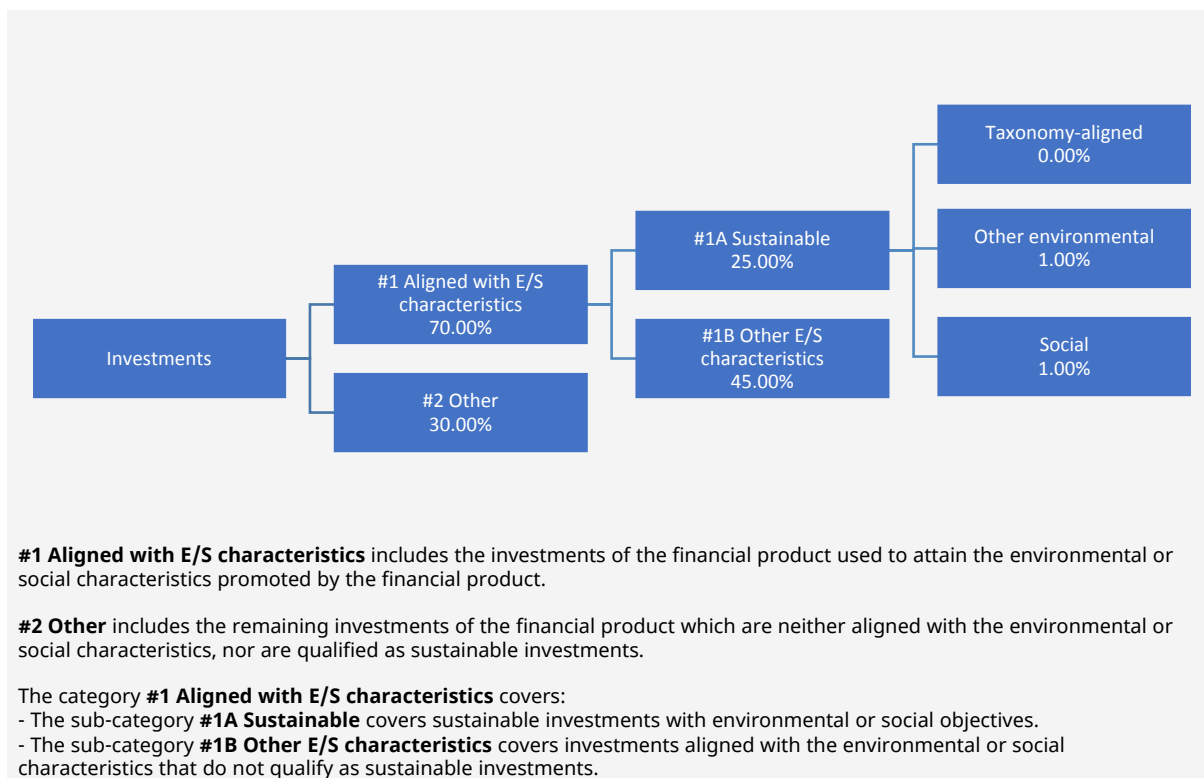 Investments
#1 Aligned with E/S
characteristics
70.00%
#2 Other
30.00%
#1A Sustainable
25.00%
#1B Other E/S
characteristics
45.00%
Taxonomy-aligned
0.00%
Other environmental
1.00%
Social
1.00%
#1 Aligned with E/S characteristics includes the investments of the financial product used to attain the environmental or
social characteristics promoted by the financial product.
#2 Other includes the remaining investments of the financial product which are neither aligned with the environmental or
social characteristics, nor are qualified as sustainable investments.
The category #1 Aligned with E/S characteristics covers:
- The sub-category #1A Sustainable covers sustainable investments with environmental or social objectives.
- The sub-category #1B Other E/S characteristics covers investments aligned with the environmental or social
characteristics that do not qualify as sustainable investments.